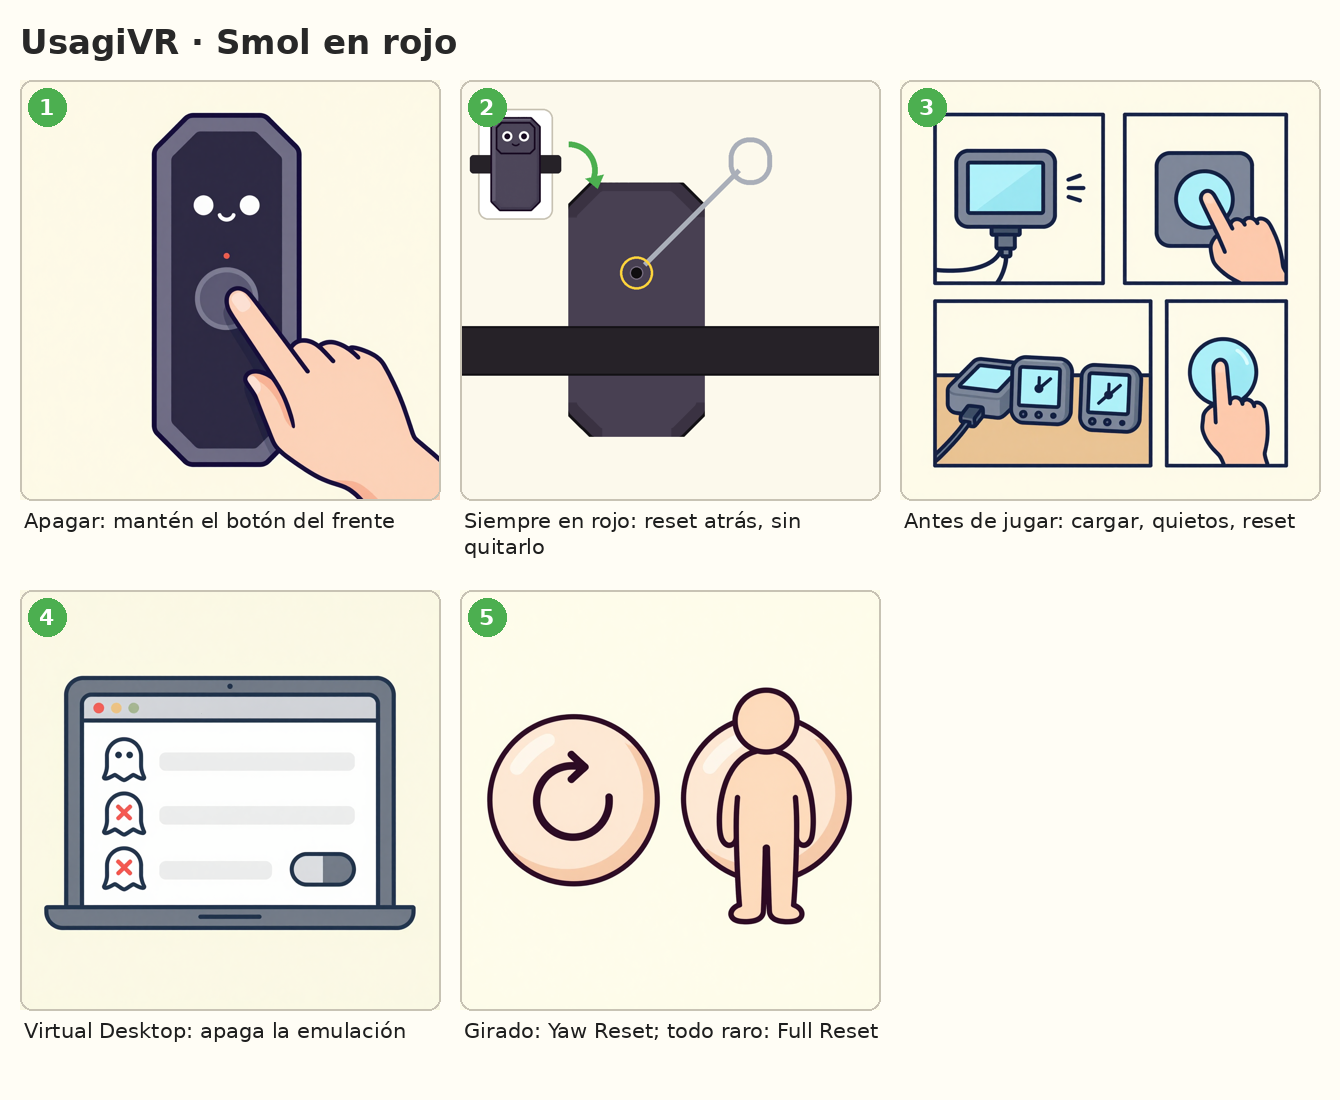 UsagiVR · Smol en rojo
1
2
3
Apagar: mantén el botón del frente
Siempre en rojo: reset atrás, sin
quitarlo
Antes de jugar: cargar, quietos, reset
4
5
Virtual Desktop: apaga la emulación
Girado: Yaw Reset; todo raro: Full Reset